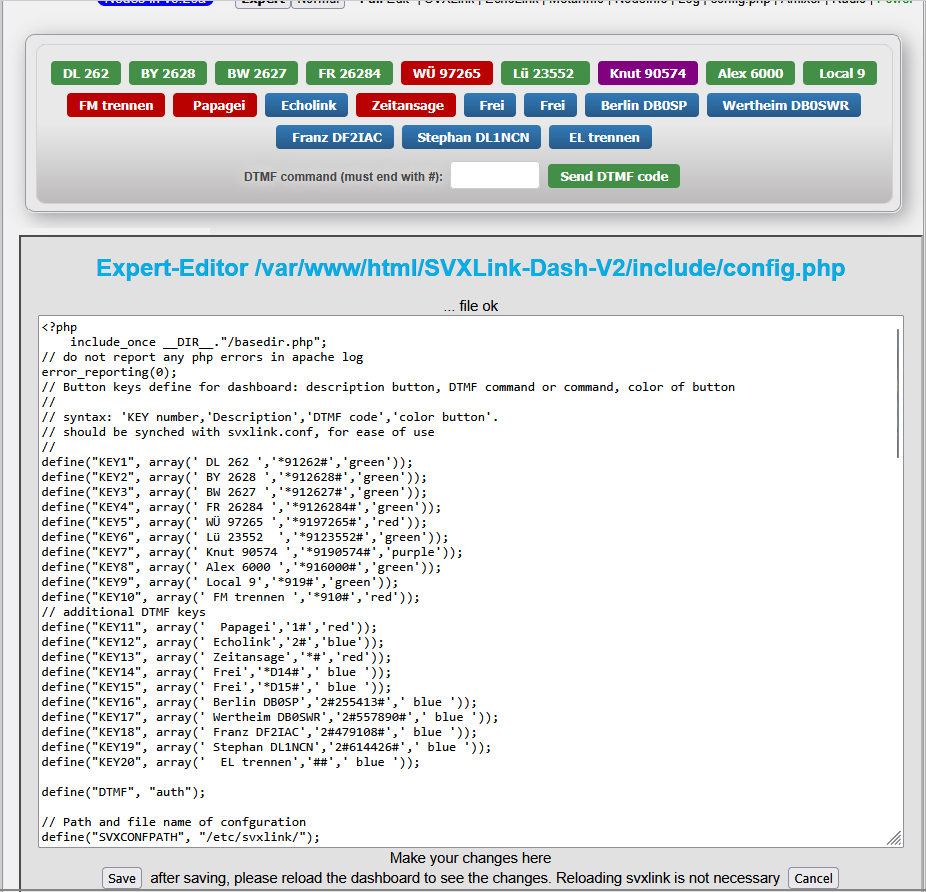 Expert Normal Full Edit | SVXLink | EchoLink | MetarInfo | NodeInfo | Log | config.php | Amixer | Radio | Power
DL 262 BY 2628 BW 2627 FR 26284 WÜ 97265 Lü 23552 Knut 90574 Alex 6000 Local 9
FM trennen Papagei Echolink Zeitansage Frei Frei Berlin DB0SP Wertheim DB0SWR
Franz DF2IAC Stephan DL1NCN EL trennen
DTMF command (must end with #): Send DTMF code
Expert-Editor /var/www/html/SVXLink-Dash-V2/include/config.php
... file ok
<?php
include_once __DIR__."/basedir.php";
// do not report any php errors in apache log
error_reporting(0);
// Button keys define for dashboard: description button, DTMF command or command, color of button
//
// syntax: 'KEY number,'Description','DTMF code','color button'.
// should be synched with svxlink.conf, for ease of use
//
define("KEY1", array(' DL 262 ','*91262#','green'));
define("KEY2", array(' BY 2628 ','*912628#','green'));
define("KEY3", array(' BW 2627 ','*912627#','green'));
define("KEY4", array(' FR 26284 ','*9126284#','green'));
define("KEY5", array(' WÜ 97265 ','*9197265#','red'));
define("KEY6", array(' Lü 23552  ','*9123552#','green'));
define("KEY7", array(' Knut 90574 ','*9190574#','purple'));
define("KEY8", array(' Alex 6000 ','*916000#','green'));
define("KEY9", array(' Local 9','*919#','green'));
define("KEY10", array(' FM trennen ','*910#','red'));
// additional DTMF keys
define("KEY11", array('  Papagei','1#','red'));
define("KEY12", array(' Echolink','2#','blue'));
define("KEY13", array(' Zeitansage','*#','red'));
define("KEY14", array(' Frei','*D14#',' blue '));
define("KEY15", array(' Frei','*D15#',' blue '));
define("KEY16", array(' Berlin DB0SP','2#255413#',' blue '));
define("KEY17", array(' Wertheim DB0SWR','2#557890#',' blue '));
define("KEY18", array(' Franz DF2IAC','2#479108#',' blue '));
define("KEY19", array(' Stephan DL1NCN','2#614426#',' blue '));
define("KEY20", array('  EL trennen','##',' blue '));
define("DTMF", "auth");
// Path and file name of confguration
define("SVXCONFPATH", "/etc/svxlink/");
Make your changes here
Save after saving, please reload the dashboard to see the changes. Reloading svxlink is not necessary Cancel